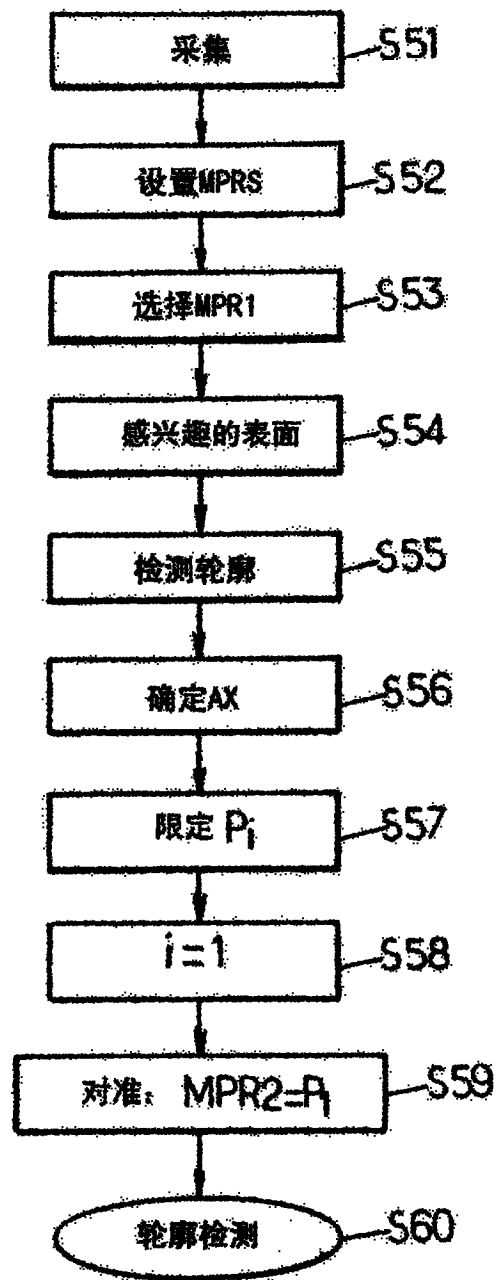 采集 S51
设置MPRS S52
选择MPR1 S53
感兴趣的表面 S54
检测轮廓 S55
确定AX S56
限定 Pi S57
i=1 S58
对准: MPR2=Pi S59
轮廓检测 S60